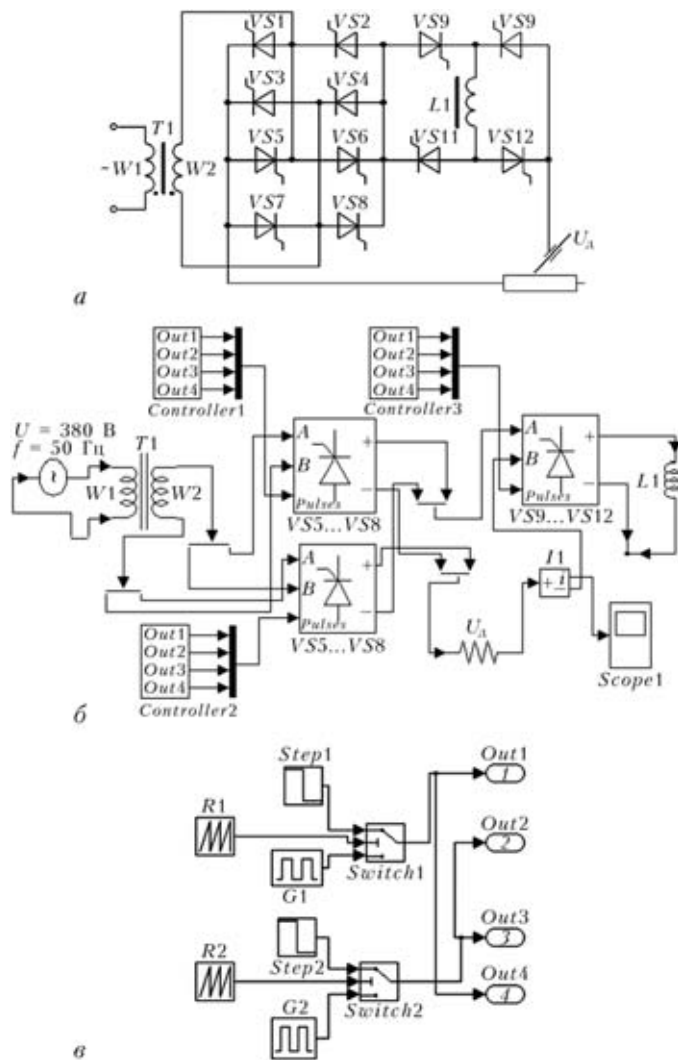 VS1 VS2 VS9 VS9
VS3 VS4
L1
T1
VS5 VS6 VS11 VS12
~W1 W2
VS7 VS8
U_д
а
Out1
Out2
Out3
Out4
Controller1
Out1
Out2
Out3
Out4
Controller3
U = 380 В
f = 50 Гц
T1
W1 W2
A
B
+
−
Pulses
VS5...VS8
A
B
+
−
Pulses
VS9...VS12
L1
A
B
+
−
Pulses
VS5...VS8
I1
+ i
−
U_д
Scope1
Out1
Out2
Out3
Out4
Controller2
б
Step1
Out1
1
R1
Switch1
G1
Out2
2
R2
Step2
Out3
3
Switch2
Out4
4
G2
в